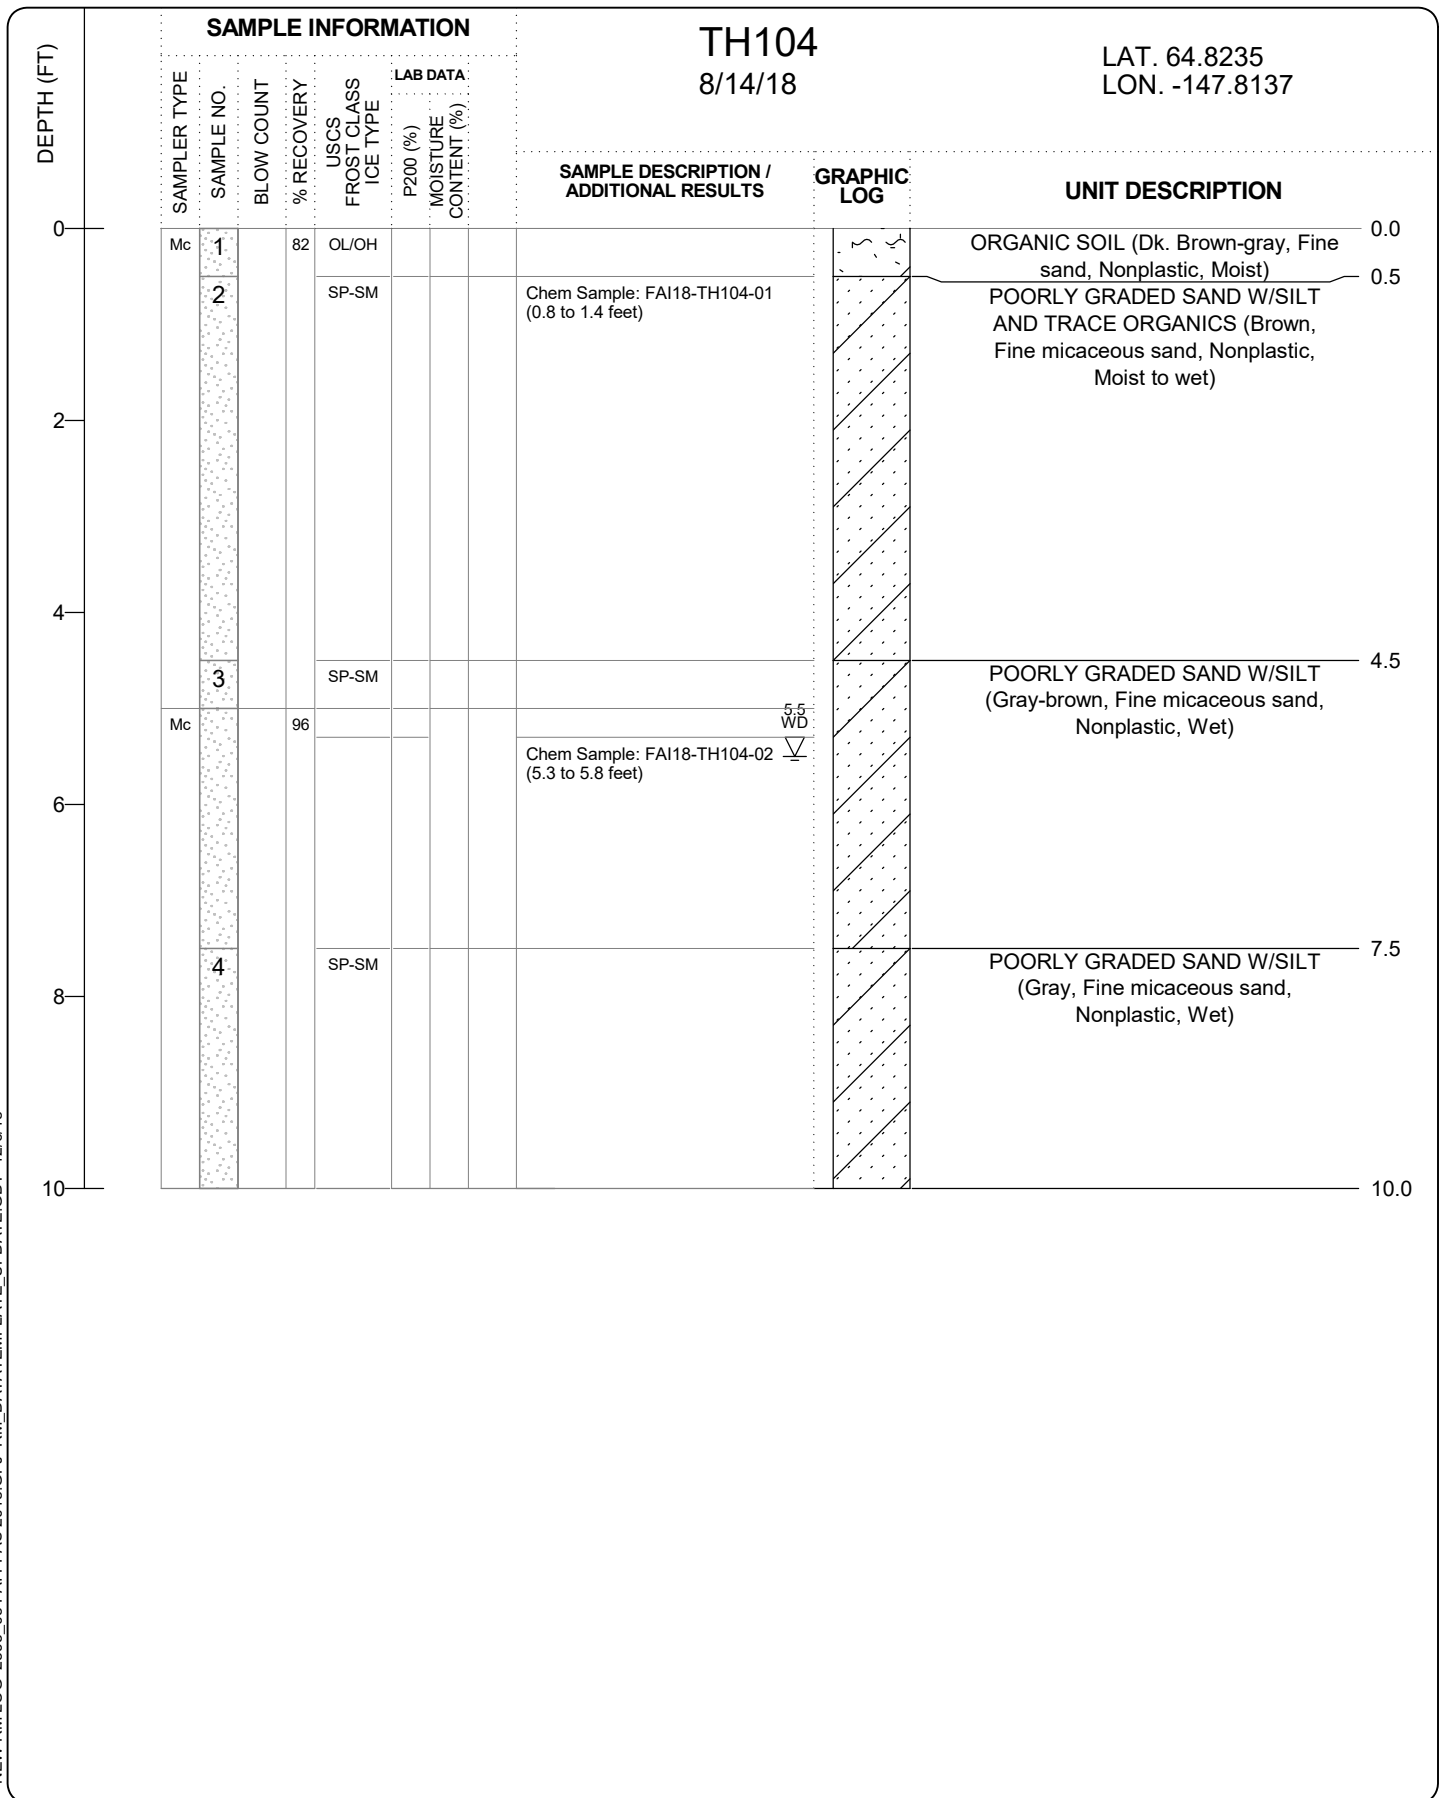 SAMPLE INFORMATION
TH104
8/14/18
LAT. 64.8235
LON. -147.8137
DEPTH (FT)
SAMPLER TYPE
SAMPLE NO.
BLOW COUNT
% RECOVERY
USCS
FROST CLASS
ICE TYPE
LAB DATA
P200 (%)
MOISTURE
CONTENT (%)
SAMPLE DESCRIPTION /
ADDITIONAL RESULTS
GRAPHIC
LOG
UNIT DESCRIPTION
0
0.0
Mc 1 82 OL/OH
ORGANIC SOIL (Dk. Brown-gray, Fine
sand, Nonplastic, Moist)
0.5
2 SP-SM
Chem Sample: FAI18-TH104-01
(0.8 to 1.4 feet)
POORLY GRADED SAND W/SILT
AND TRACE ORGANICS (Brown,
Fine micaceous sand, Nonplastic,
Moist to wet)
2
4
4.5
3 SP-SM
POORLY GRADED SAND W/SILT
(Gray-brown, Fine micaceous sand,
Nonplastic, Wet)
Mc 96
5.5
WD
Chem Sample: FAI18-TH104-02
(5.3 to 5.8 feet)
6
7.5
4 SP-SM
POORLY GRADED SAND W/SILT
(Gray, Fine micaceous sand,
Nonplastic, Wet)
8
10
10.0